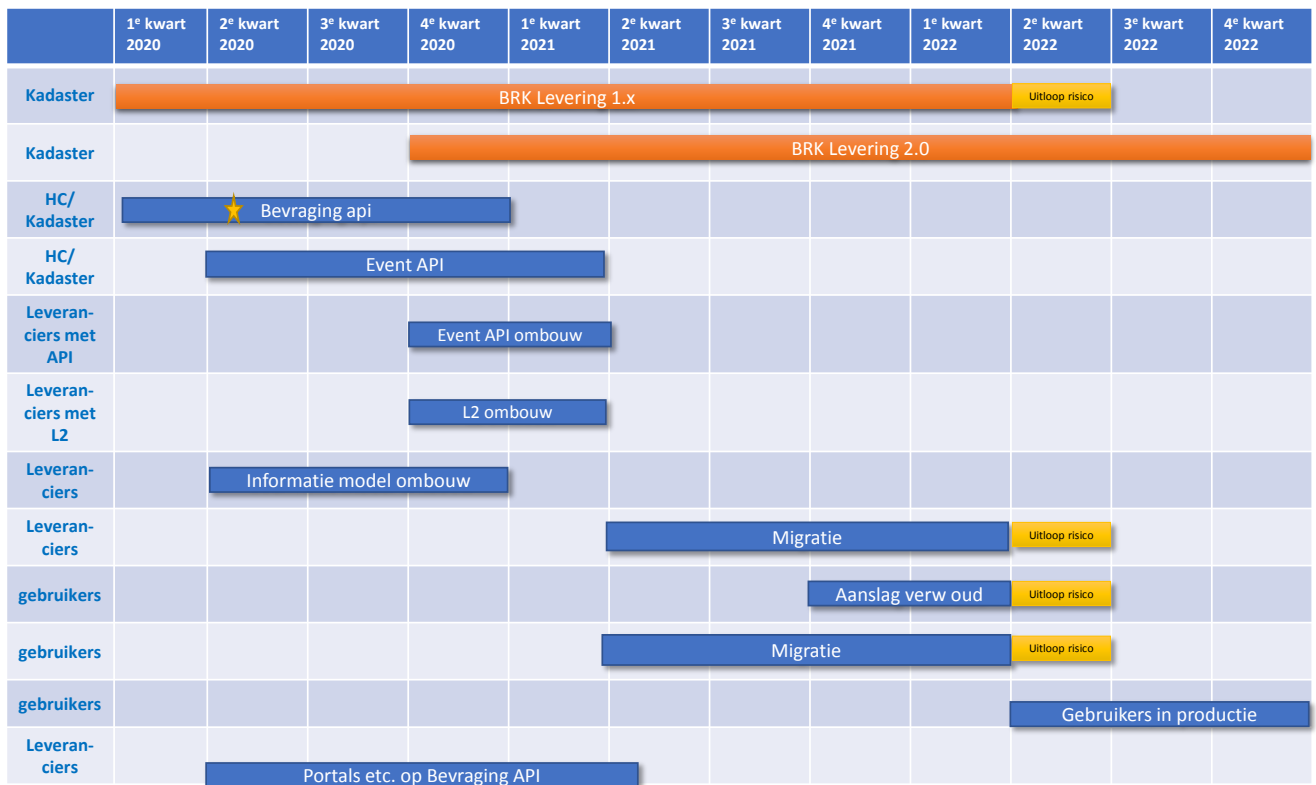 1e kwart 2020
2e kwart 2020
3e kwart 2020
4e kwart 2020
1e kwart 2021
2e kwart 2021
3e kwart 2021
4e kwart 2021
1e kwart 2022
2e kwart 2022
3e kwart 2022
4e kwart 2022
Kadaster
BRK Levering 1.x
Uitloop risico
Kadaster
BRK Levering 2.0
HC/
Kadaster
Bevraging api
HC/
Kadaster
Event API
Leveran-
ciers met
API
Event API ombouw
Leveran-
ciers met
L2
L2 ombouw
Leveran-
ciers
Informatie model ombouw
Leveran-
ciers
Migratie
Uitloop risico
gebruikers
Aanslag verw oud
Uitloop risico
gebruikers
Migratie
Uitloop risico
gebruikers
Gebruikers in productie
Leveran-
ciers
Portals etc. op Bevraging API